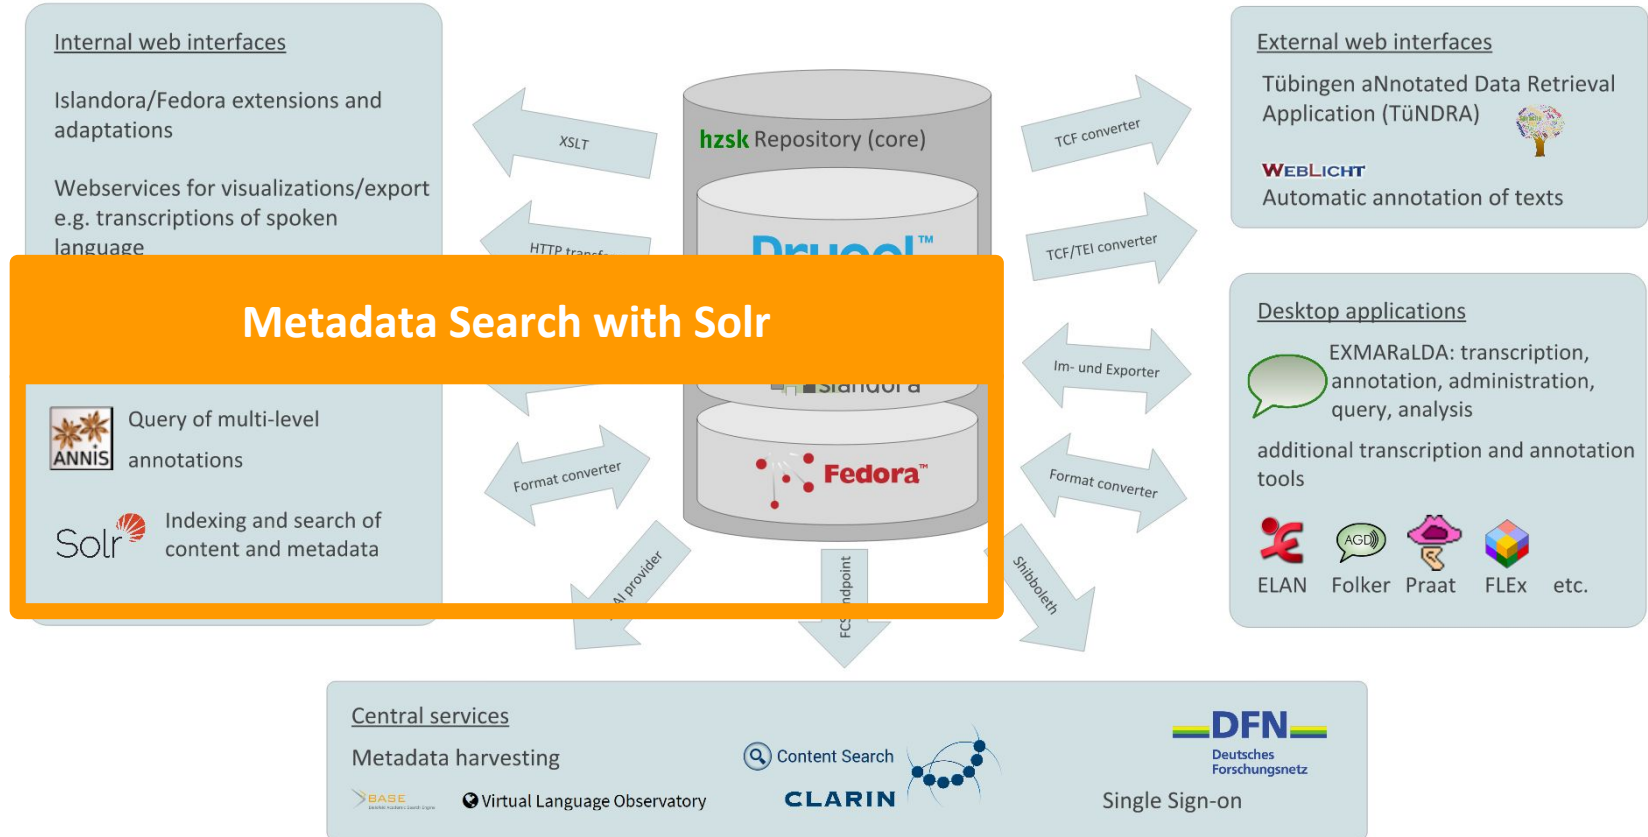 Internal web interfaces
Islandora/Fedora extensions and
adaptations
Webservices for visualizations/export
e.g. transcriptions of spoken
language
Metadata Search with Solr
ANNIS
Query of multi-level
annotations
Solr
Indexing and search of
content and metadata
XSLT
HTTP
Format converter
hzsk Repository (core)
Drupal™
Fedora™
TCF converter
TCF/TEI converter
Im- und Exporter
Format converter
provider
FCS
Shibboleth
External web interfaces
Tübingen aNnotated Data Retrieval
Application (TüNDRA)
WEBLICHT
Automatic annotation of texts
Desktop applications
EXMARaLDA: transcription,
annotation, administration,
query, analysis
additional transcription and annotation
tools
AGD
ELAN Folker Praat FLEx etc.
Central services
Metadata harvesting
BASE
Virtual Language Observatory
Content Search
CLARIN
DFN
Deutsches
Forschungsnetz
Single Sign-on